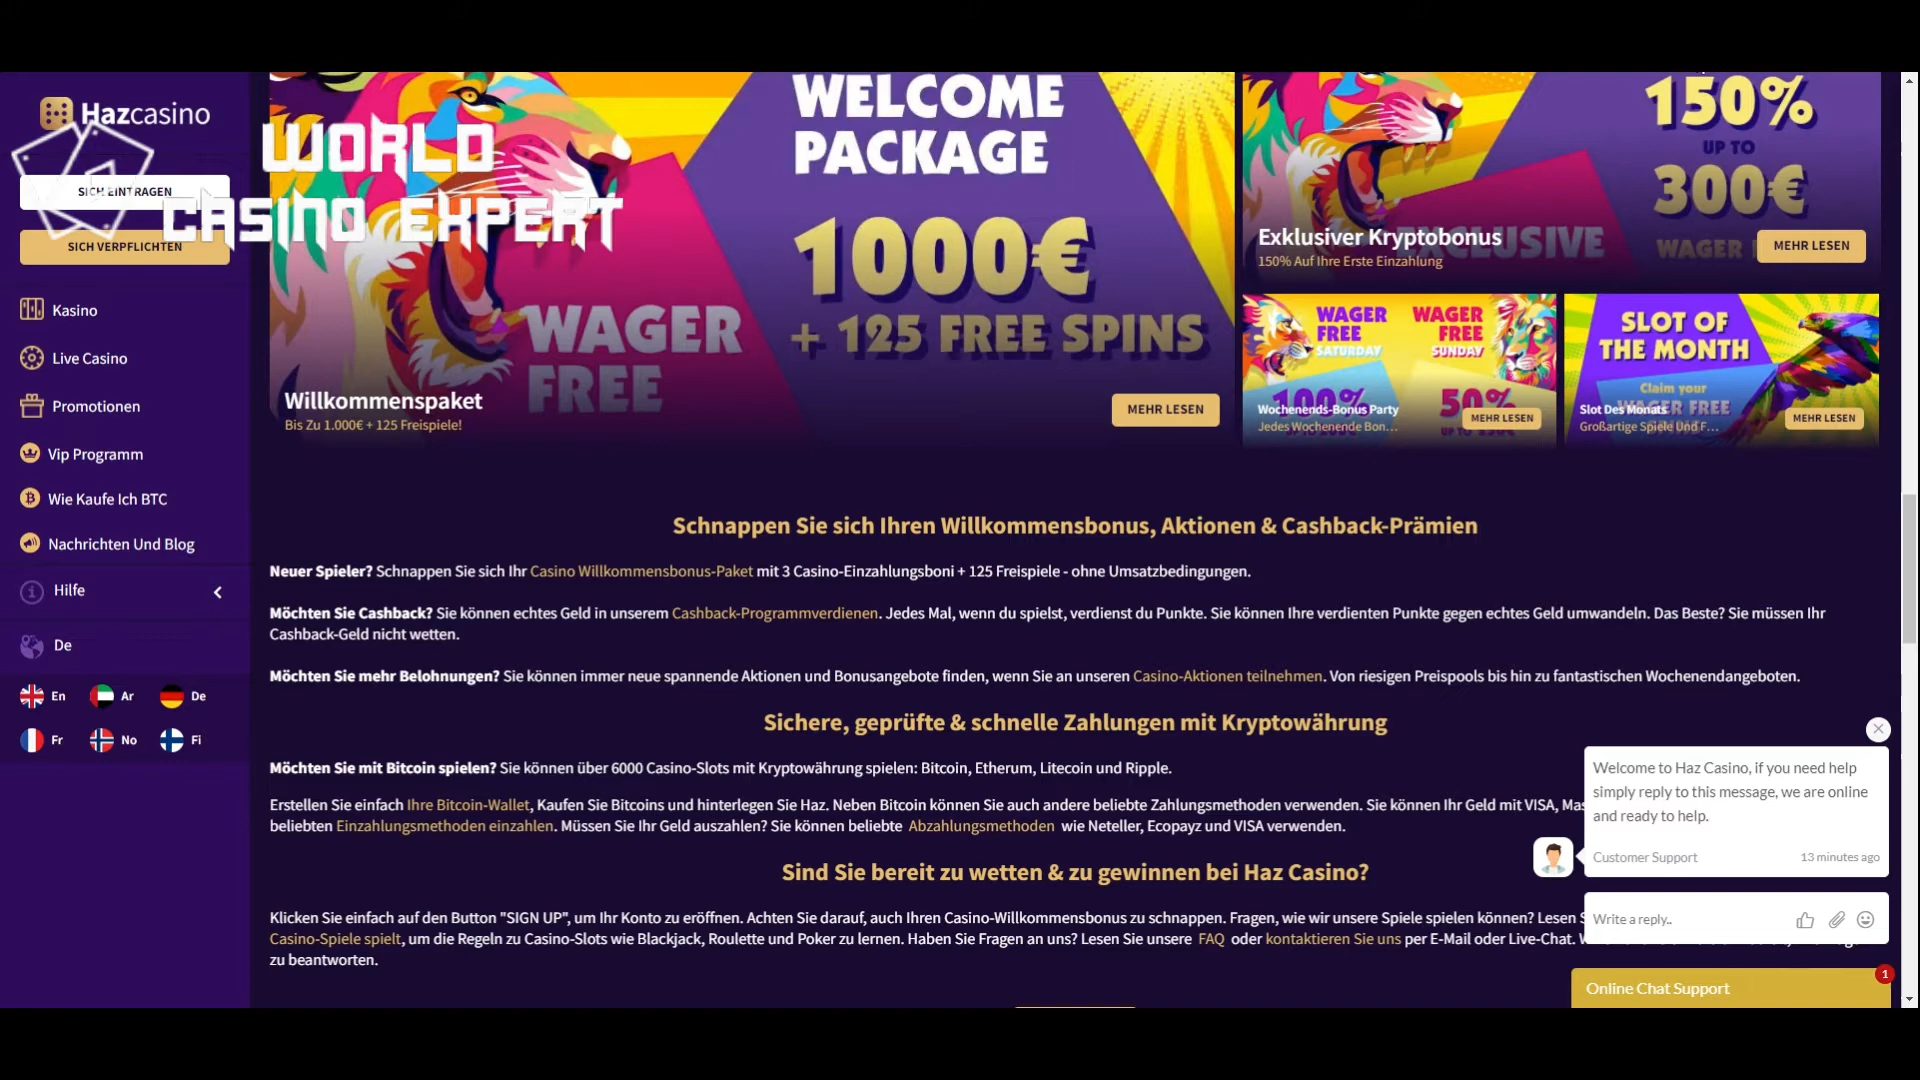 Hazcasino
WORLD
CASINO EXPERT
SICH EINTRAGEN
SICH VERPFLICHTEN
Kasino
Live Casino
Promotionen
Vip Programm
Wie Kaufe Ich BTC
Nachrichten Und Blog
Hilfe
De
En
Ar
De
Fr
No
Fi
WELCOME
PACKAGE
1000€
+ 125 FREE SPINS
WAGER
FREE
Willkommenspaket
Bis Zu 1.000€ + 125 Freispiele!
MEHR LESEN
150%
UP TO
300€
EXCLUSIVE
WAGER
Exklusiver Kryptobonus
150% Auf Ihre Erste Einzahlung
MEHR LESEN
WAGER
FREE
SATURDAY
100%
WAGER
FREE
SUNDAY
50%
Wochenends-Bonus Party
Jedes Wochenende Bon...
MEHR LESEN
SLOT OF
THE MONTH
Claim your
WAGER FREE
Slot Des Monats
Großartige Spiele Und F...
MEHR LESEN
Schnappen Sie sich Ihren Willkommensbonus, Aktionen & Cashback-Prämien
Neuer Spieler? Schnappen Sie sich Ihr Casino Willkommensbonus-Paket mit 3 Casino-Einzahlungsboni + 125 Freispiele - ohne Umsatzbedingungen.
Möchten Sie Cashback? Sie können echtes Geld in unserem Cashback-Programmverdienen. Jedes Mal, wenn du spielst, verdienst du Punkte. Sie können Ihre verdienten Punkte gegen echtes Geld umwandeln. Das Beste? Sie müssen Ihr
Cashback-Geld nicht wetten.
Möchten Sie mehr Belohnungen? Sie können immer neue spannende Aktionen und Bonusangebote finden, wenn Sie an unseren Casino-Aktionen teilnehmen. Von riesigen Preispools bis hin zu fantastischen Wochenendangeboten.
Sichere, geprüfte & schnelle Zahlungen mit Kryptowährung
Möchten Sie mit Bitcoin spielen? Sie können über 6000 Casino-Slots mit Kryptowährung spielen: Bitcoin, Etherum, Litecoin und Ripple.
Erstellen Sie einfach Ihre Bitcoin-Wallet, Kaufen Sie Bitcoins und hinterlegen Sie Haz. Neben Bitcoin können Sie auch andere beliebte Zahlungsmethoden verwenden. Sie können Ihr Geld mit VISA,
beliebten Einzahlungsmethoden einzahlen. Müssen Sie Ihr Geld auszahlen? Sie können beliebte Abzahlungsmethoden wie Neteller, Ecopayz und VISA verwenden.
Sind Sie bereit zu wetten & zu gewinnen bei Haz Casino?
Klicken Sie einfach auf den Button "SIGN UP", um Ihr Konto zu eröffnen. Achten Sie darauf, auch Ihren Casino-Willkommensbonus zu schnappen. Fragen, wie wir unsere Spiele spielen können? Lesen
Casino-Spiele spielt, um die Regeln zu Casino-Slots wie Blackjack, Roulette und Poker zu lernen. Haben Sie Fragen an uns? Lesen Sie unsere FAQ oder kontaktieren Sie uns per E-Mail oder Live-Chat.
zu beantworten.
Welcome to Haz Casino, if you need help
simply reply to this message, we are online
and ready to help.
Customer Support
13 minutes ago
Write a reply..
Online Chat Support
1